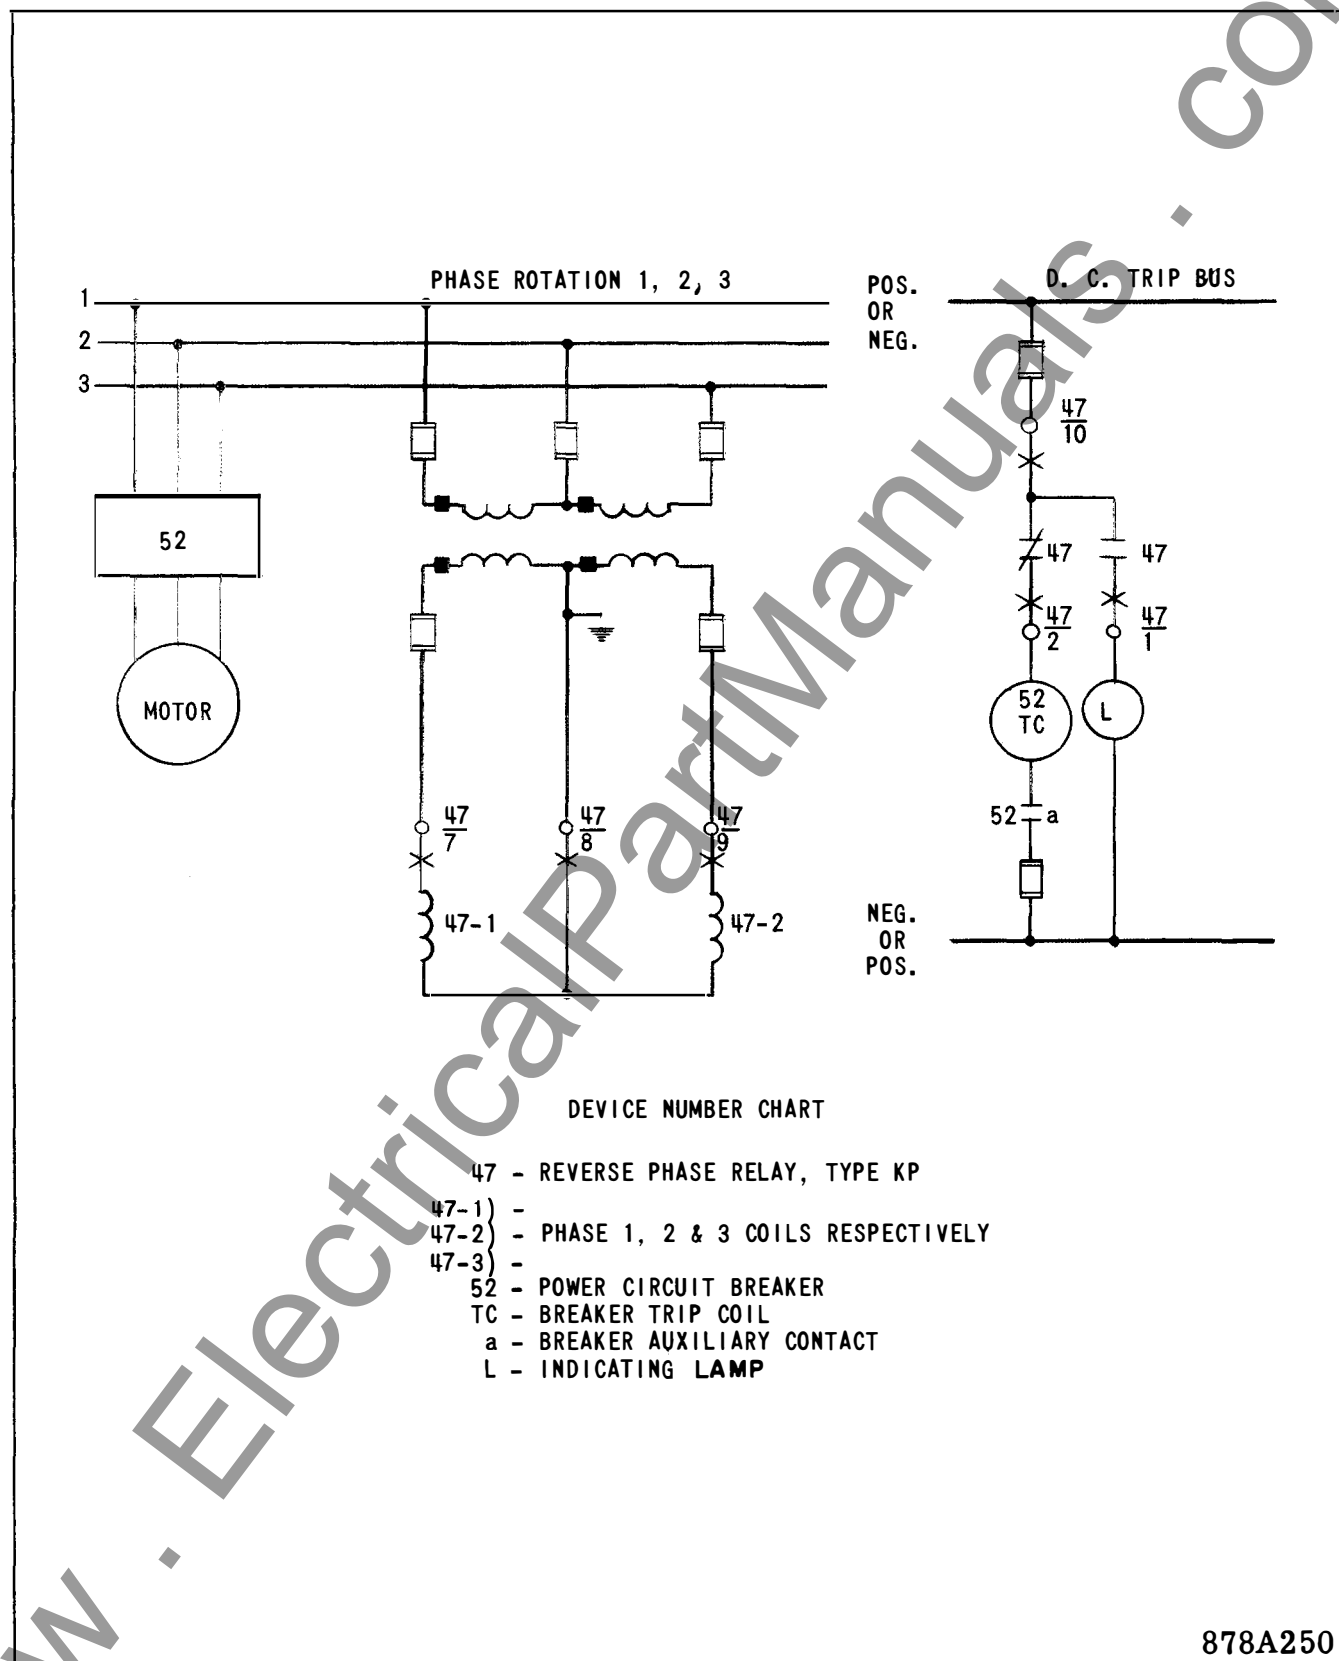 PHASE ROTATION 1, 2, 3
1
2
3
52
MOTOR
47
7
47
8
47
9
47-1
47-2
POS.
OR
NEG.
D. C. TRIP BUS
47
10
47
47
47
2
47
1
52
TC
L
52
a
NEG.
OR
POS.
DEVICE NUMBER CHART
47 - REVERSE PHASE RELAY, TYPE KP
47-1) -
47-2) - PHASE 1, 2 & 3 COILS RESPECTIVELY
47-3) -
52 - POWER CIRCUIT BREAKER
TC - BREAKER TRIP COIL
a - BREAKER AUXILIARY CONTACT
L - INDICATING LAMP
878A250
w . ElectricalPartManuals . co